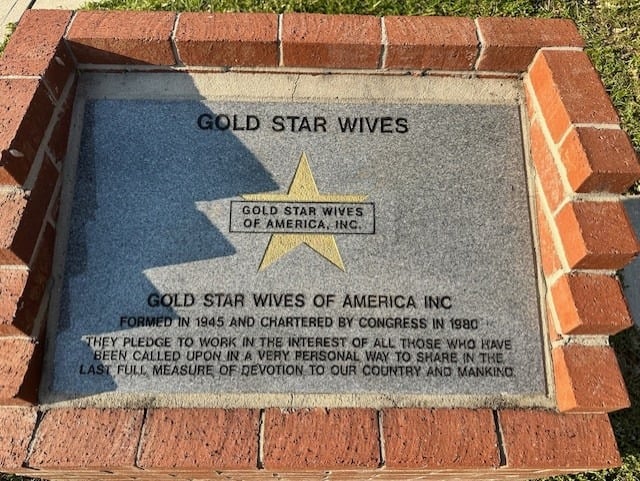 GOLD STAR WIVES
GOLD STAR WIVES
OF AMERICA, INC.
GOLD STAR WIVES OF AMERICA INC
FORMED IN 1945 AND CHARTERED BY CONGRESS IN 1980
THEY PLEDGE TO WORK IN THE INTEREST OF ALL THOSE WHO HAVE
BEEN CALLED UPON IN A VERY PERSONAL WAY TO SHARE IN THE
LAST FULL MEASURE OF DEVOTION TO OUR COUNTRY AND MANKIND.